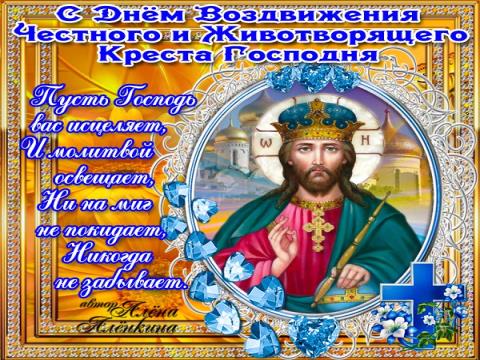 С Днём Воздвижения
Честного и Животворящего
Креста Господня
Пусть Господь
вас исцеляет,
И молитвой
освещает,
Ни на миг
не покидает,
Никогда
не забывает.
автор Алёна
Алёнкина
Ѡ Н